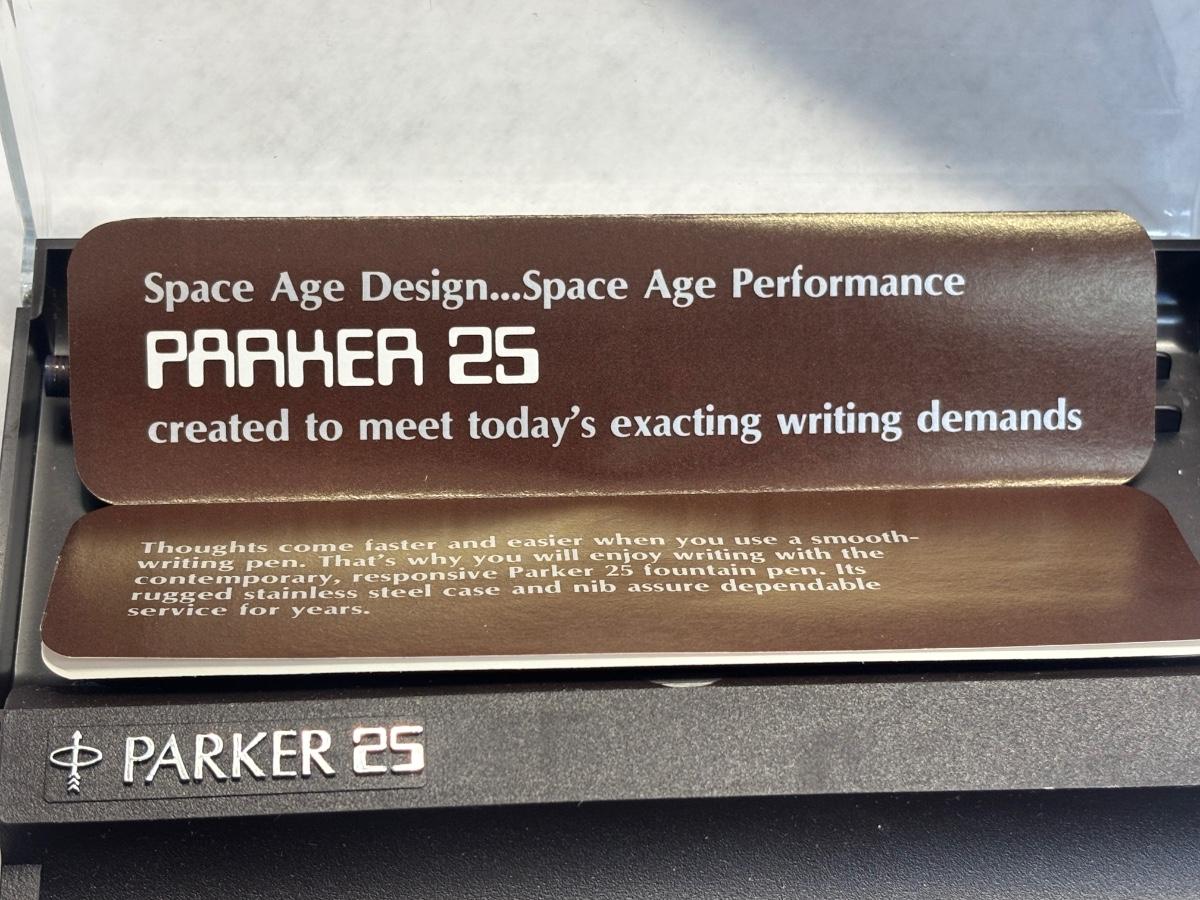 Space Age Design...Space Age Performance
PARKER 25
created to meet today's exacting writing demands
Thoughts come faster and easier when you use a smooth-
writing pen. That's why you will enjoy writing with the
contemporary, responsive Parker 25 fountain pen. Its
rugged stainless steel case and nib assure dependable
service for years.
PARKER 25